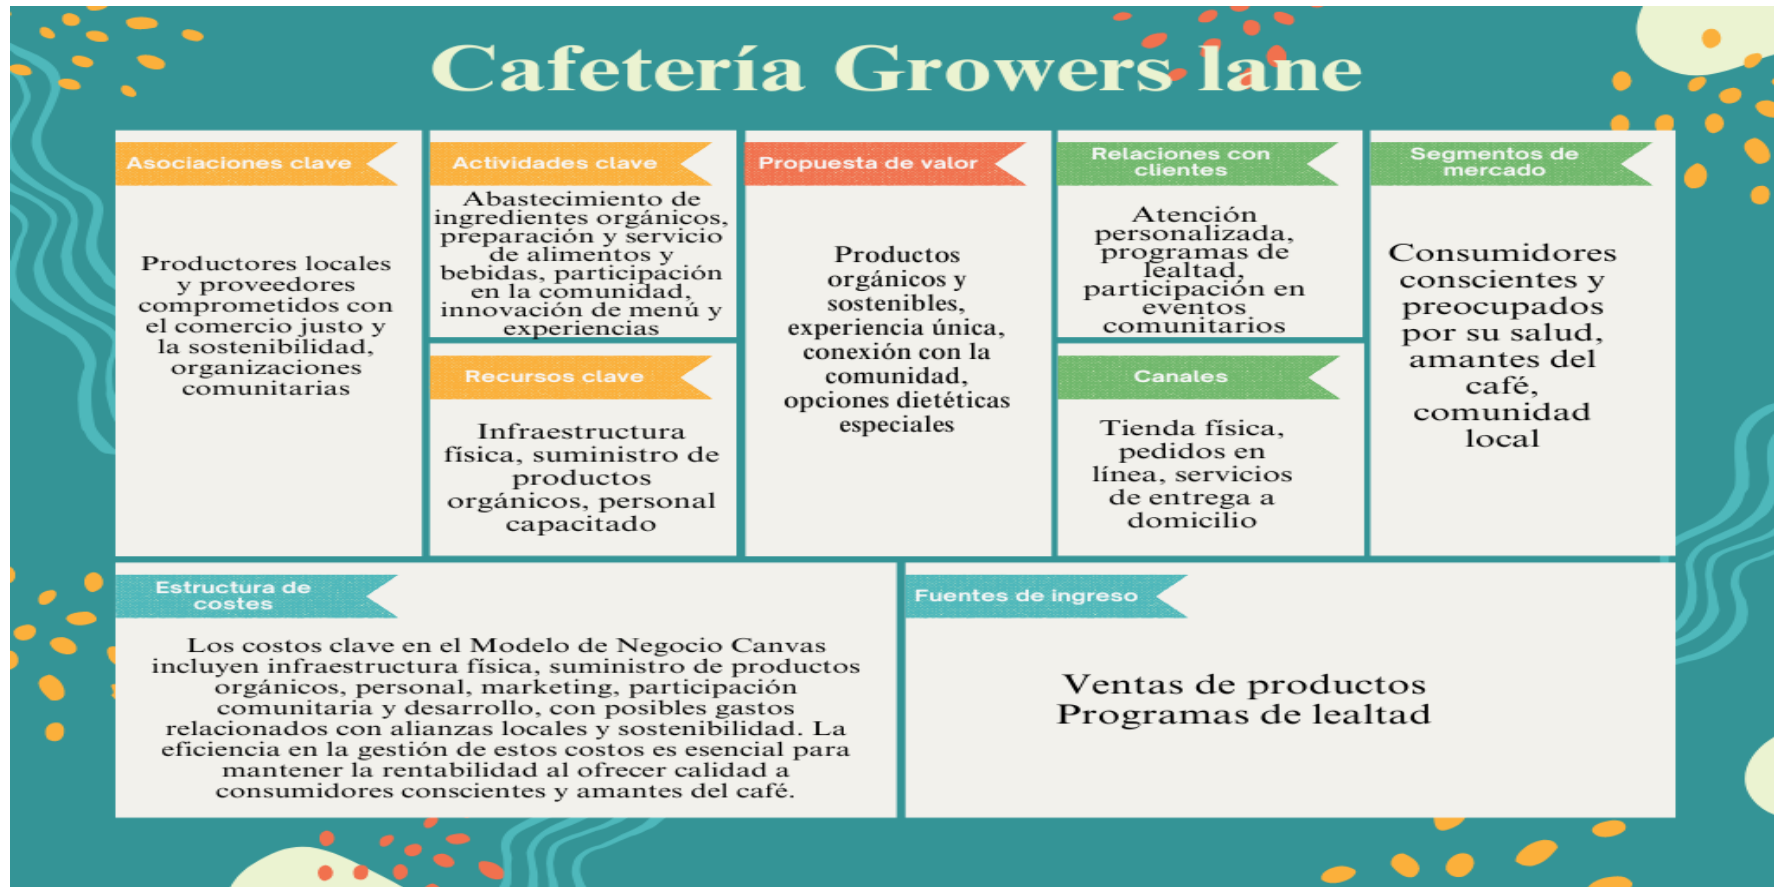 Cafetería Growers lane
Asociaciones clave
Productores locales
y proveedores
comprometidos con
el comercio justo y
la sostenibilidad,
organizaciones
comunitarias
Actividades clave
Abastecimiento de
ingredientes orgánicos,
preparación y servicio
de alimentos y
bebidas, participación
en la comunidad,
innovación de menú y
experiencias
Recursos clave
Infraestructura
física, suministro de
productos
orgánicos, personal
capacitado
Propuesta de valor
Productos
orgánicos y
sostenibles,
experiencia única,
conexión con la
comunidad,
opciones dietéticas
especiales
Relaciones con
clientes
Atención
personalizada,
programas de
lealtad,
participación en
eventos
comunitarios
Canales
Tienda física,
pedidos en
línea, servicios
de entrega a
domicilio
Segmentos de
mercado
Consumidores
conscientes y
preocupados
por su salud,
amantes del
café,
comunidad
local
Estructura de
costes
Los costos clave en el Modelo de Negocio Canvas
incluyen infraestructura física, suministro de productos
orgánicos, personal, marketing, participación
comunitaria y desarrollo, con posibles gastos
relacionados con alianzas locales y sostenibilidad. La
eficiencia en la gestión de estos costos es esencial para
mantener la rentabilidad al ofrecer calidad a
consumidores conscientes y amantes del café.
Fuentes de ingreso
Ventas de productos
Programas de lealtad